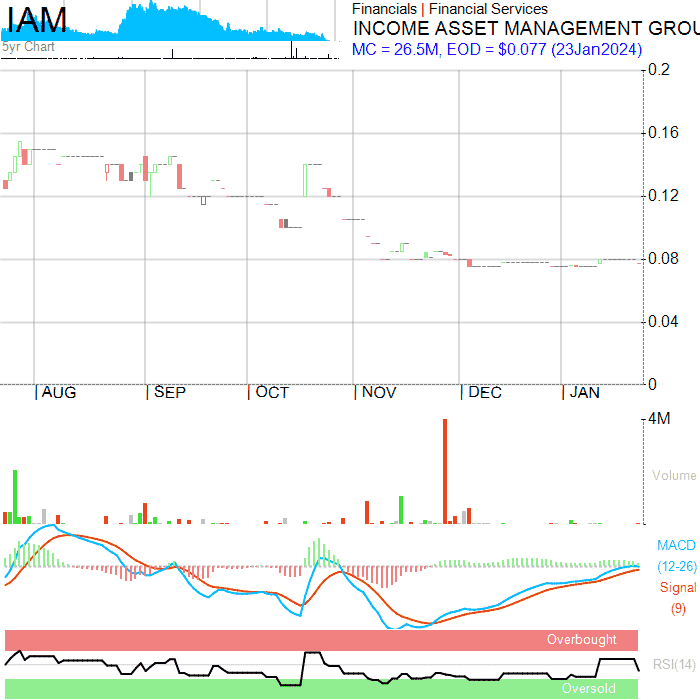 IAM
5yr Chart
Financials | Financial Services
INCOME ASSET MANAGEMENT GROU
MC = 26.5M, EOD = $0.077 (23Jan2024)
0.2
0.16
0.12
0.08
0.04
0
|AUG |SEP |OCT |NOV |DEC |JAN
4M
Volume
MACD
(12-26)
Signal
(9)
Overbought
RSI(14)
Oversold